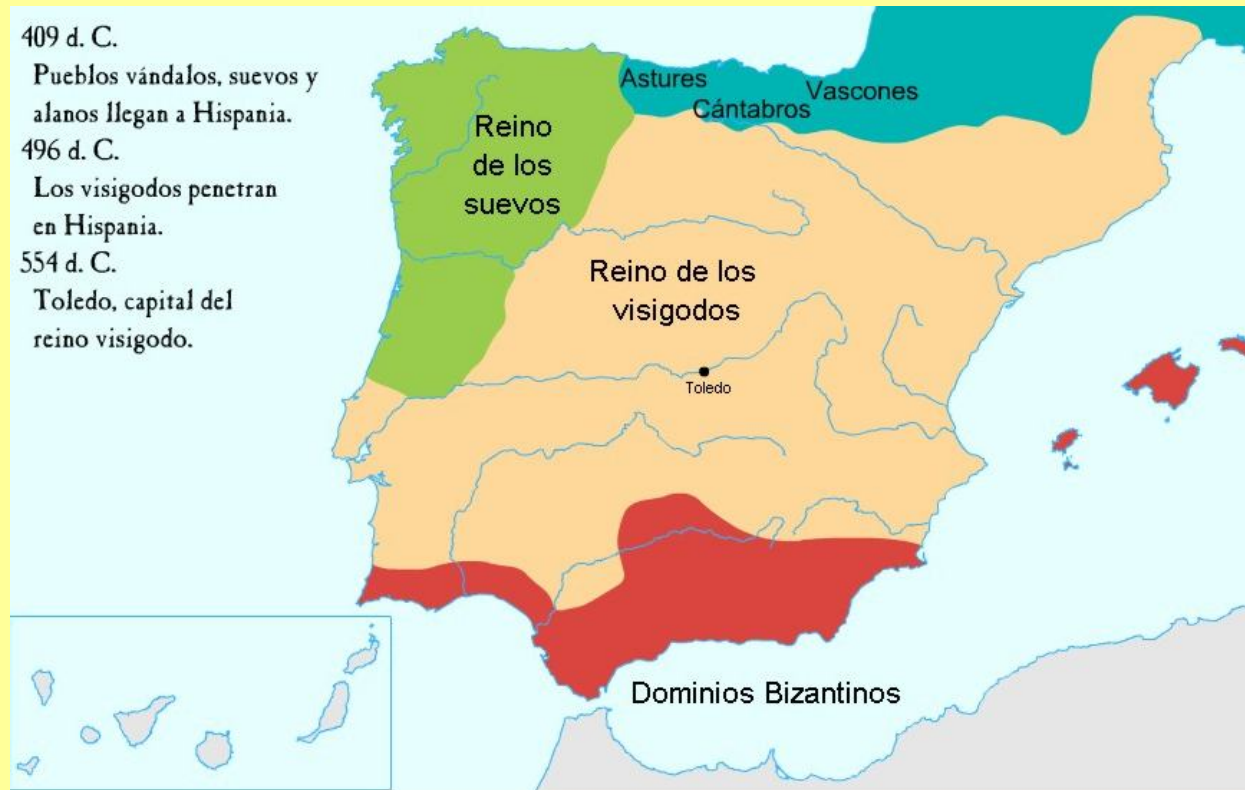 409 d. C.
Pueblos vándalos, suevos y
alanos llegan a Hispania.
496 d. C.
Los visigodos penetran
en Hispania.
554 d. C.
Toledo, capital del
reino visigodo.
Astures
Cántabros
Vascones
Reino
de los
suevos
Reino de los
visigodos
Toledo
Dominios Bizantinos